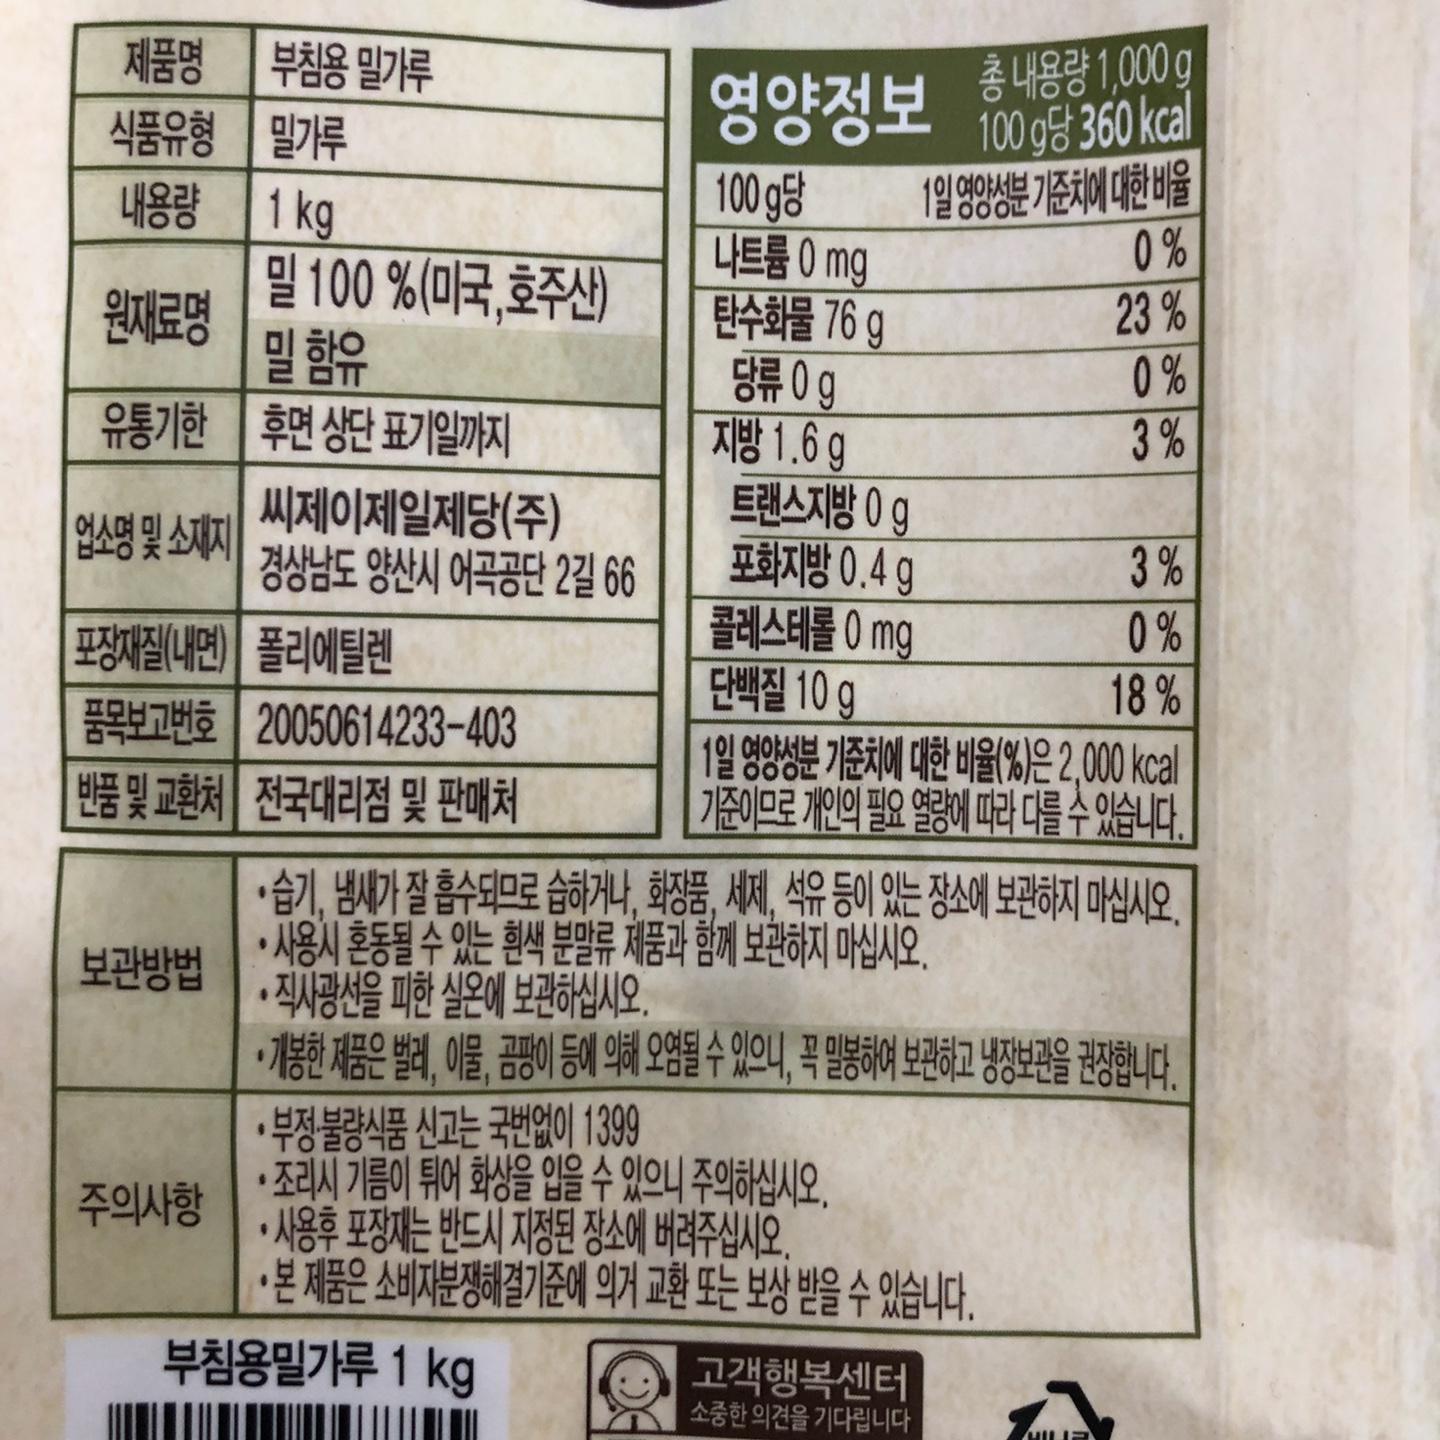 제품명 부침용 밀가루
식품유형 밀가루
내용량 1 kg
원재료명 밀 100 %(미국,호주산)
밀 함유
유통기한 후면 상단 표기일까지
업소명 및 소재지 씨제이제일제당(주)
경상남도 양산시 어곡공단 2길 66
포장재질(내면) 폴리에틸렌
품목보고번호 20050614233-403
반품 및 교환처 전국대리점 및 판매처
영양정보 총 내용량 1,000 g
100 g당 360 kcal
100 g당 1일 영양성분 기준치에 대한 비율
나트륨 0 mg 0 %
탄수화물 76 g 23 %
당류 0 g 0 %
지방 1.6 g 3 %
트랜스지방 0 g
포화지방 0.4 g 3 %
콜레스테롤 0 mg 0 %
단백질 10 g 18 %
1일 영양성분 기준치에 대한 비율(%)은 2,000 kcal
기준이므로 개인의 필요 열량에 따라 다를 수 있습니다.
보관방법
•습기, 냄새가 잘 흡수되므로 습하거나, 화장품, 세제, 석유 등이 있는 장소에 보관하지 마십시오.
•사용시 혼동될 수 있는 흰색 분말류 제품과 함께 보관하지 마십시오.
•직사광선을 피한 실온에 보관하십시오.
•개봉한 제품은 벌레, 이물, 곰팡이 등에 의해 오염될 수 있으니, 꼭 밀봉하여 보관하고 냉장보관을 권장합니다.
주의사항
•부정·불량식품 신고는 국번없이 1399
•조리시 기름이 튀어 화상을 입을 수 있으니 주의하십시오.
•사용후 포장재는 반드시 지정된 장소에 버려주십시오.
•본 제품은 소비자분쟁해결기준에 의거 교환 또는 보상 받을 수 있습니다.
부침용밀가루 1 kg
고객행복센터
소중한 의견을 기다립니다